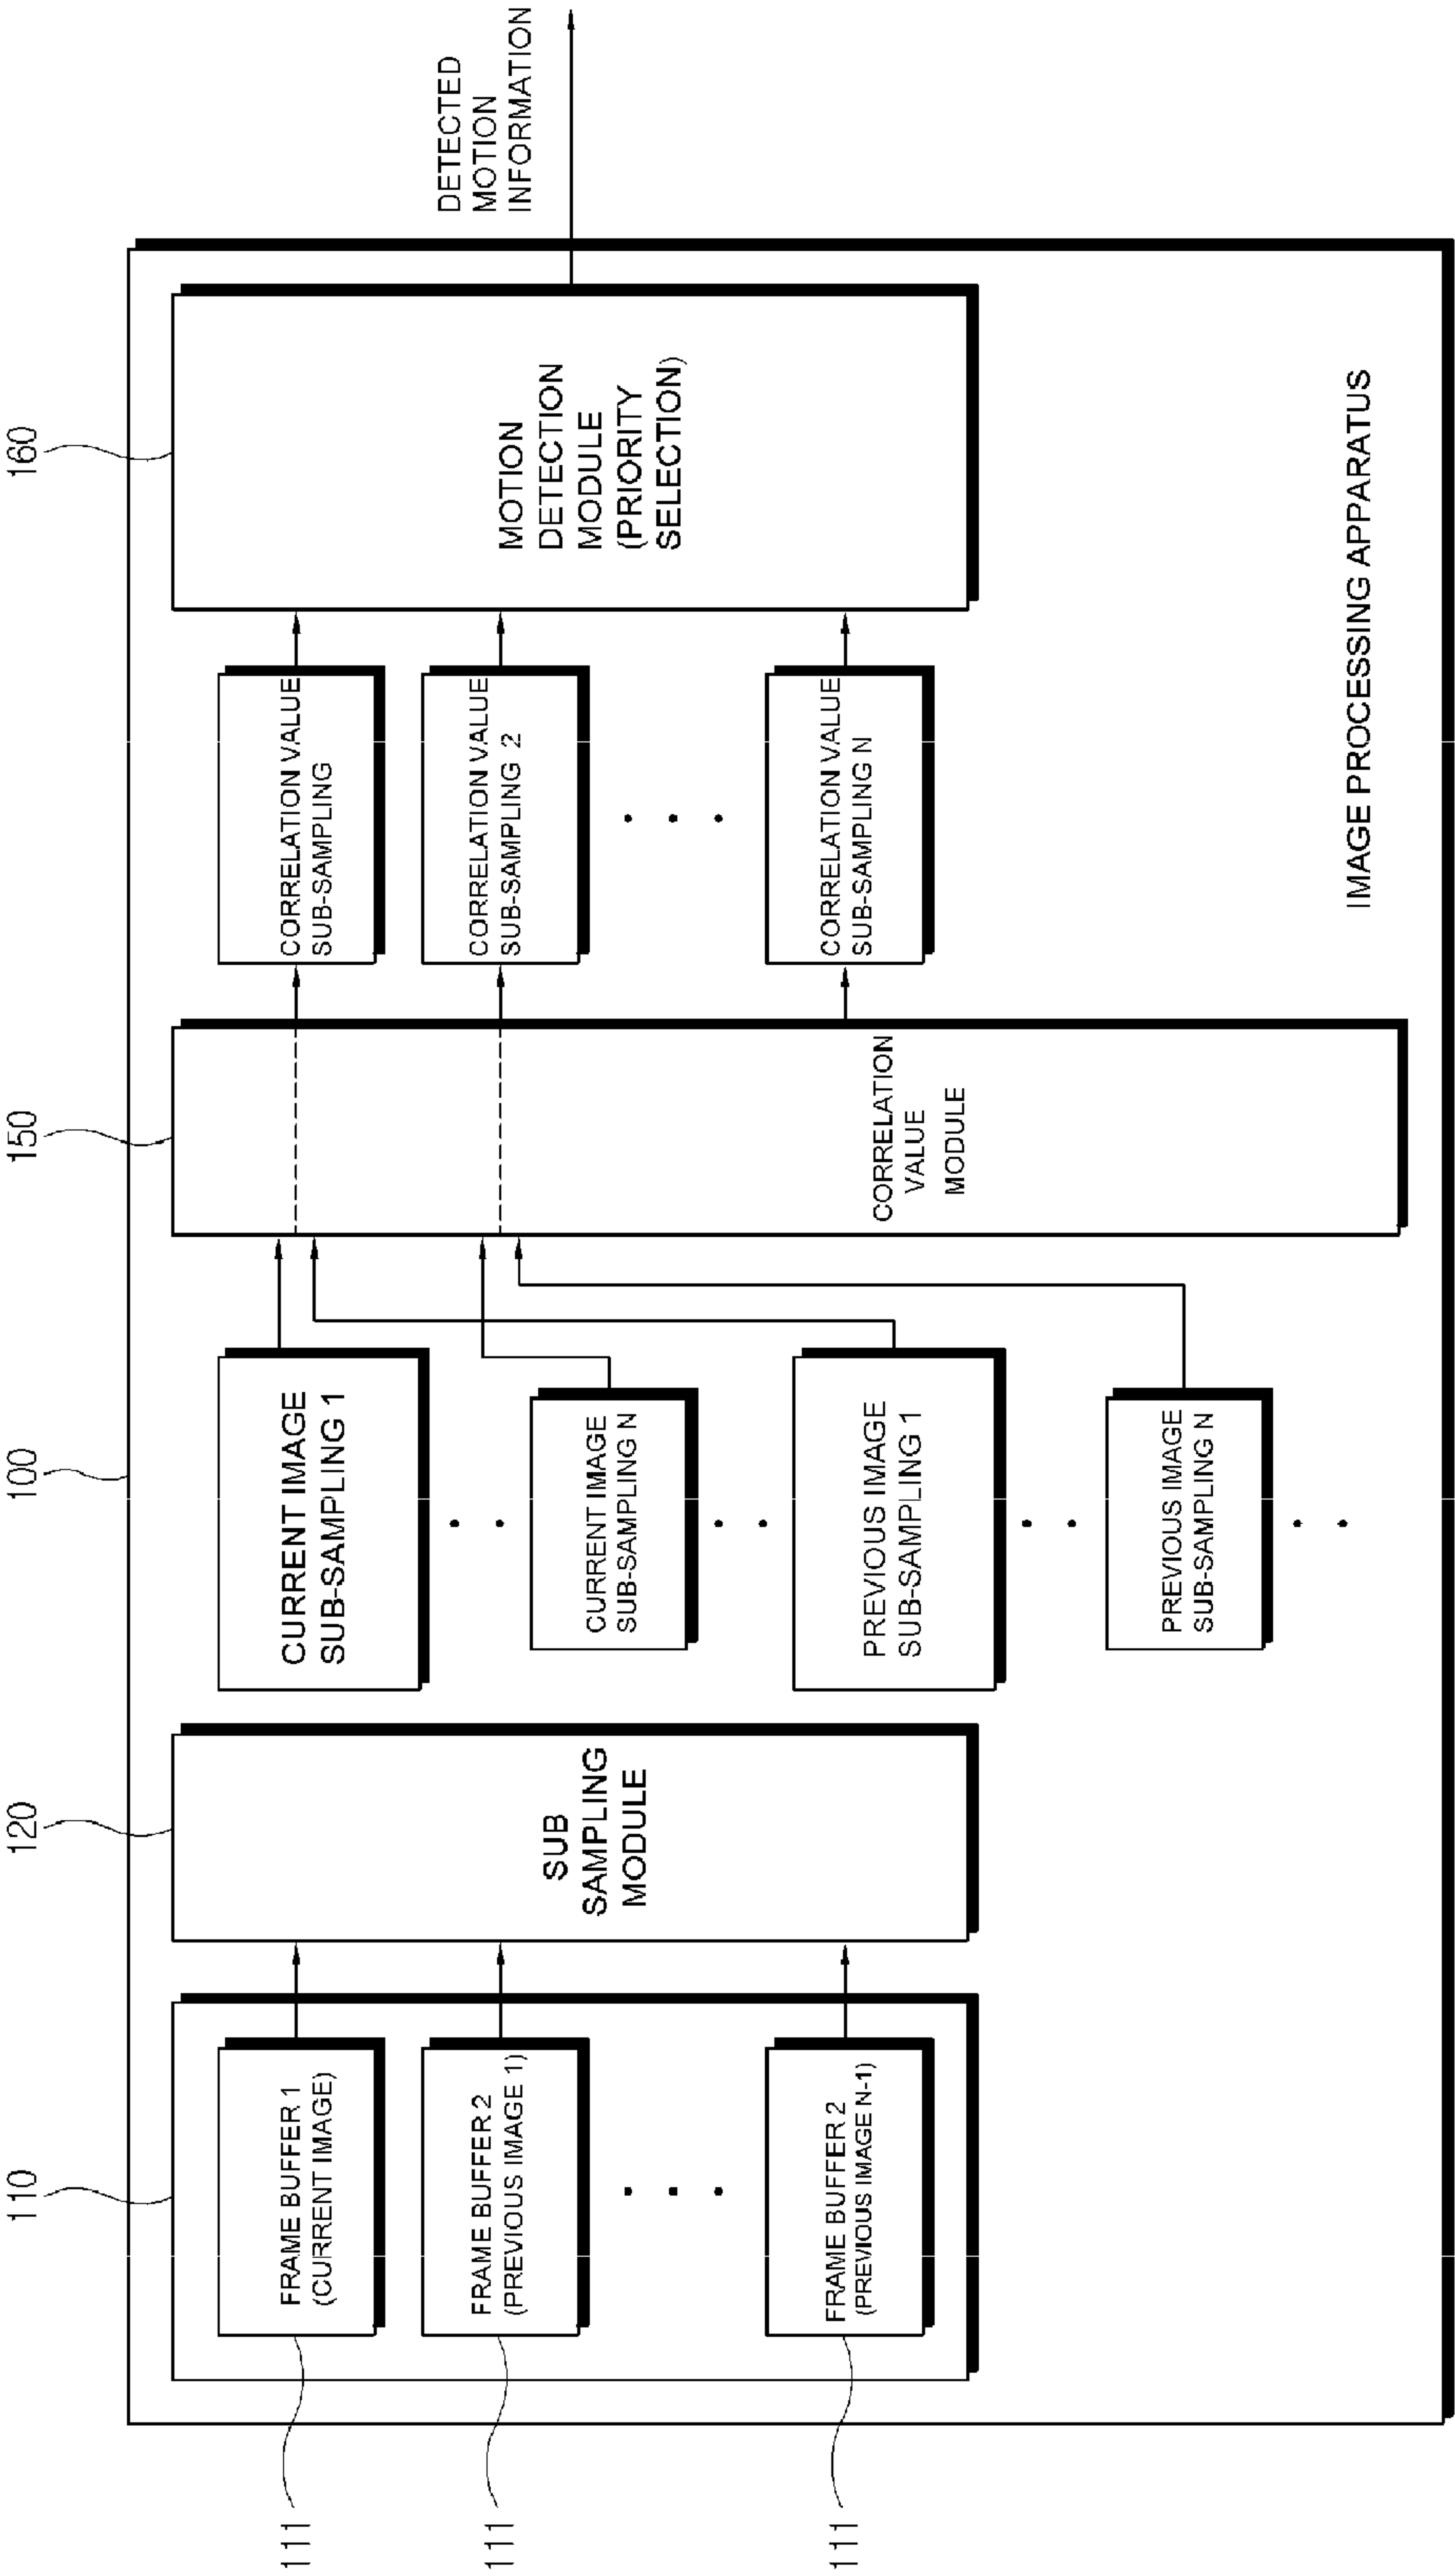 110
120
100
150
160
111
111
111
FRAME BUFFER 1
(CURRENT IMAGE)
FRAME BUFFER 2
(PREVIOUS IMAGE 1)
FRAME BUFFER 2
(PREVIOUS IMAGE N-1)
SUB
SAMPLING
MODULE
CURRENT IMAGE
SUB-SAMPLING 1
CURRENT IMAGE
SUB-SAMPLING N
PREVIOUS IMAGE
SUB-SAMPLING 1
PREVIOUS IMAGE
SUB-SAMPLING N
CORRELATION
VALUE
MODULE
CORRELATION VALUE
SUB-SAMPLING
CORRELATION VALUE
SUB-SAMPLING 2
CORRELATION VALUE
SUB-SAMPLING N
MOTION
DETECTION
MODULE
(PRIORITY
SELECTION)
DETECTED
MOTION
INFORMATION
IMAGE PROCESSING APPARATUS